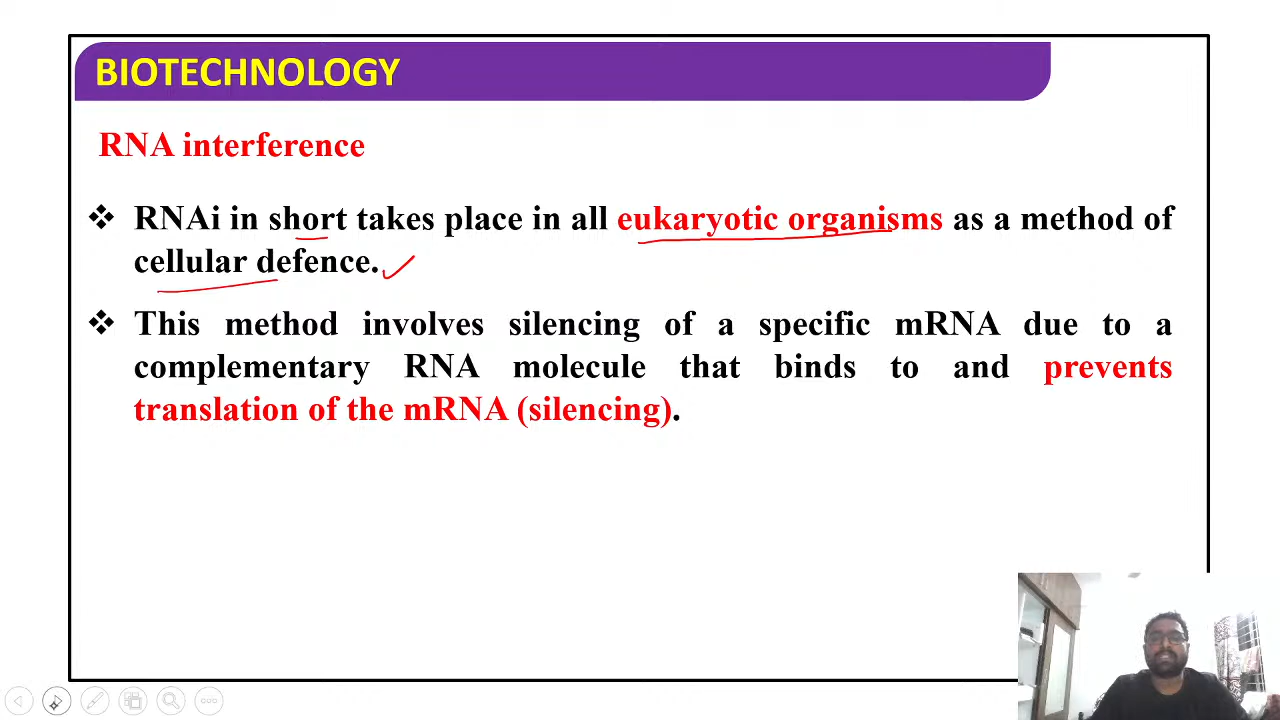 BIOTECHNOLOGY
RNA interference
❖ RNAi in short takes place in all eukaryotic organisms as a method of
cellular defence.
❖ This method involves silencing of a specific mRNA due to a
complementary RNA molecule that binds to and prevents
translation of the mRNA (silencing).